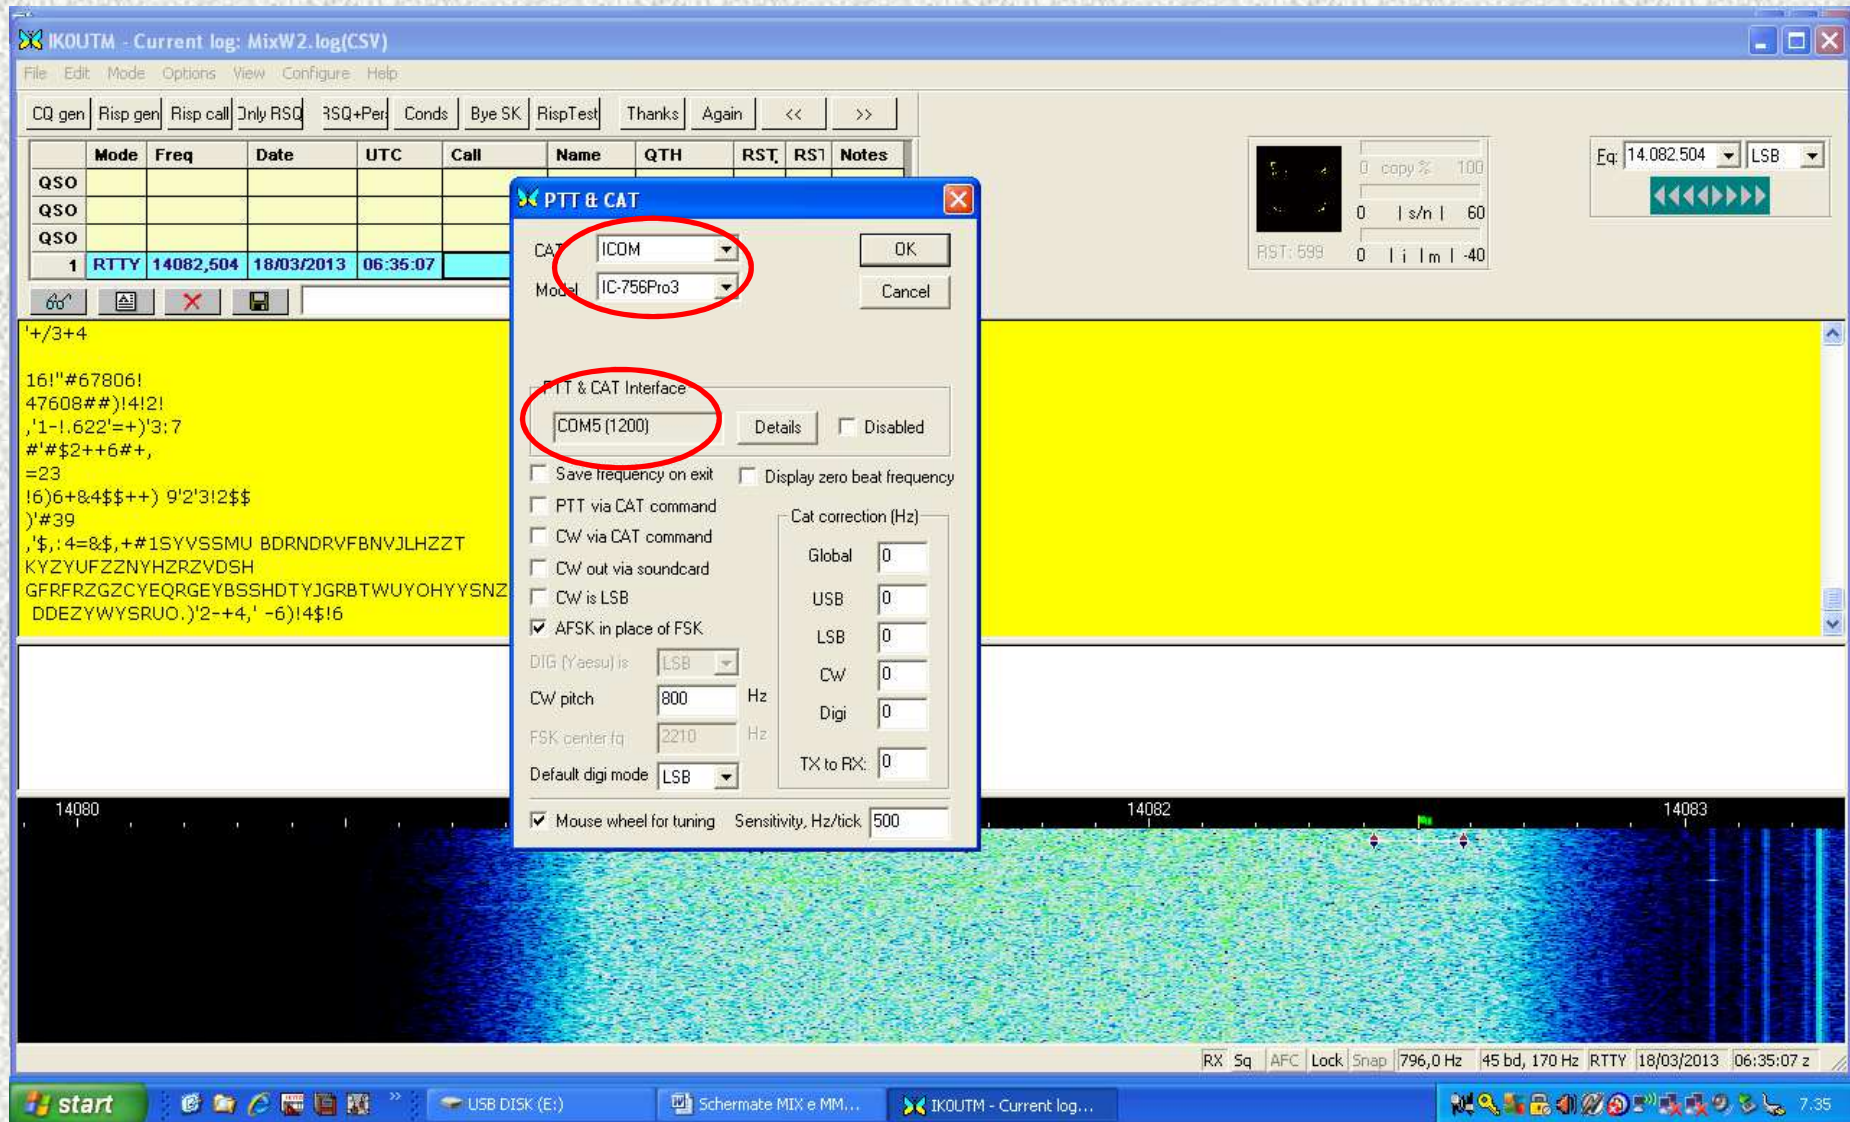 IK0UTM - Current log: MixW2.log(CSV)
File Edit Mode Options View Configure Help
CQ gen Risp gen Risp call Only RSQ RSQ+Per Conds Bye SK RispTest Thanks Again << >>
Mode Freq Date UTC Call Name QTH RST RST Notes
QSO
QSO
QSO
1 RTTY 14082,504 18/03/2013 06:35:07
0 copy % 100
0 | s/n | 60
RST: 599 0 | i | m | -40
Fq: 14.082.504 LSB
'+/3+4
16!"#67806!
47608##)!4!2!
,'1-!.622'=+)'3:7
#'#$2++6#+,
=23
!6)6+&4$$++) 9'2'3!2$$
)'#39
,'$,:4=&$,+#1SYVSSMU BDRNDRVFBNVJLHZZT
KYZYUFZZNYHZRZVDSH
GFRFRZGZCYEQRGEYBSSHDTYJGRBTWUYOHYYSNZ
DDEZYWYSRUO.)'2-+4,' -6)!4$!6
PTT & CAT
CAT ICOM OK
Model IC-756Pro3 Cancel
PTT & CAT Interface
COM5 (1200) Details Disabled
Save frequency on exit Display zero beat frequency
PTT via CAT command
CW via CAT command
CW out via soundcard
CW is LSB
AFSK in place of FSK
DIG (Yaesu) is LSB
CW pitch 800 Hz
FSK center fq 2210 Hz
Default digi mode LSB
Cat correction (Hz)
Global 0
USB 0
LSB 0
CW 0
Digi 0
TX to RX: 0
Mouse wheel for tuning Sensitivity, Hz/tick 500
14080 14082 14083
RX Sq AFC Lock Snap 796,0 Hz 45 bd, 170 Hz RTTY 18/03/2013 06:35:07 z
start USB DISK (E:) Schermate MIX e MM... IK0UTM - Current log... 7.35